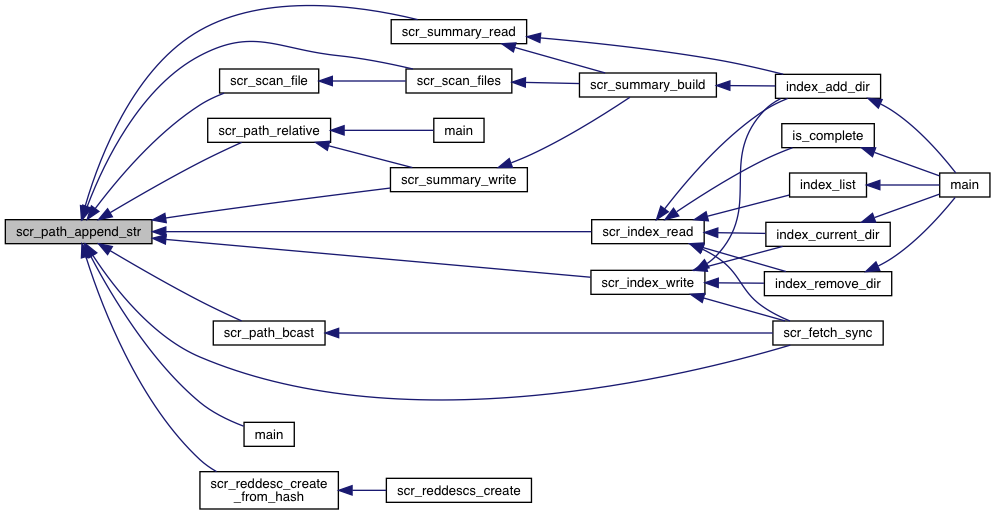 scr_summary_read
scr_scan_file
scr_scan_files
scr_summary_build
index_add_dir
scr_path_relative
main
is_complete
scr_summary_write
index_list
main
scr_path_append_str
scr_index_read
index_current_dir
scr_index_write
index_remove_dir
scr_path_bcast
scr_fetch_sync
main
scr_reddesc_create
_from_hash
scr_reddescs_create